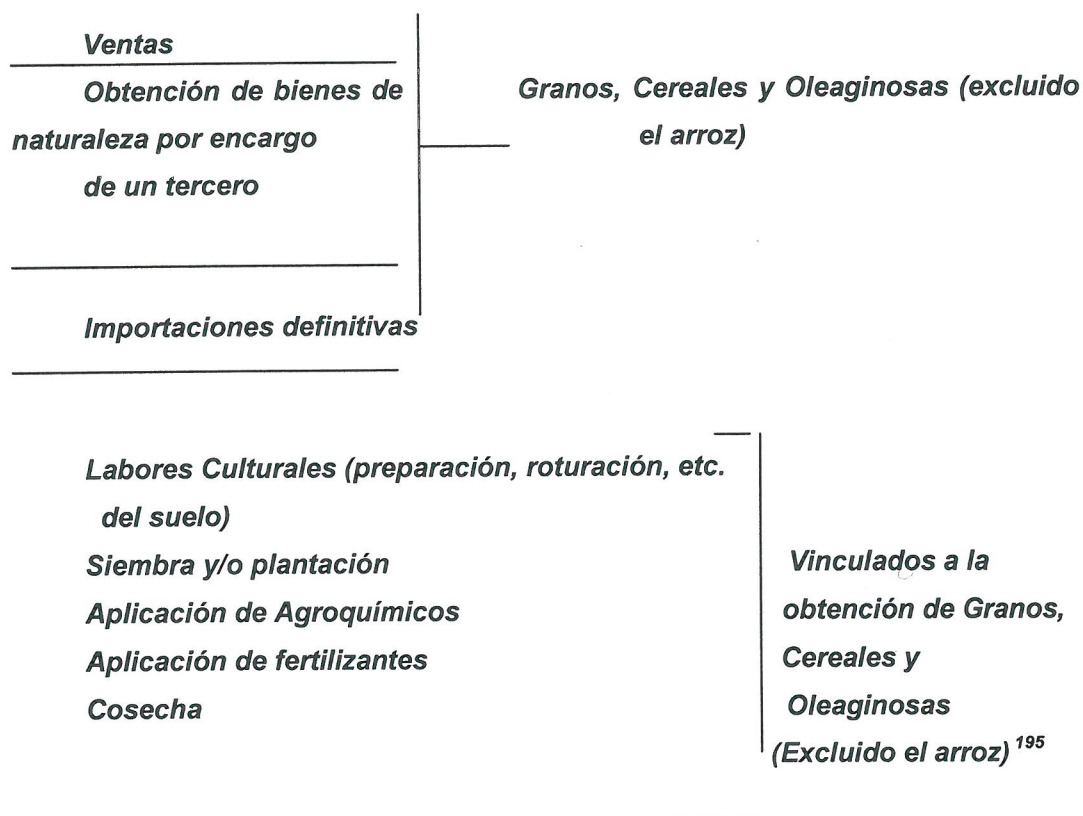 Ventas
Obtención de bienes de
naturaleza por encargo
de un tercero
Importaciones definitivas
Granos, Cereales y Oleaginosas (excluido
el arroz)
Labores Culturales (preparación, roturación, etc.
del suelo)
Siembra y/o plantación
Aplicación de Agroquímicos
Aplicación de fertilizantes
Cosecha
Vinculados a la
obtención de Granos,
Cereales y
Oleaginosas
(Excluido el arroz) 195